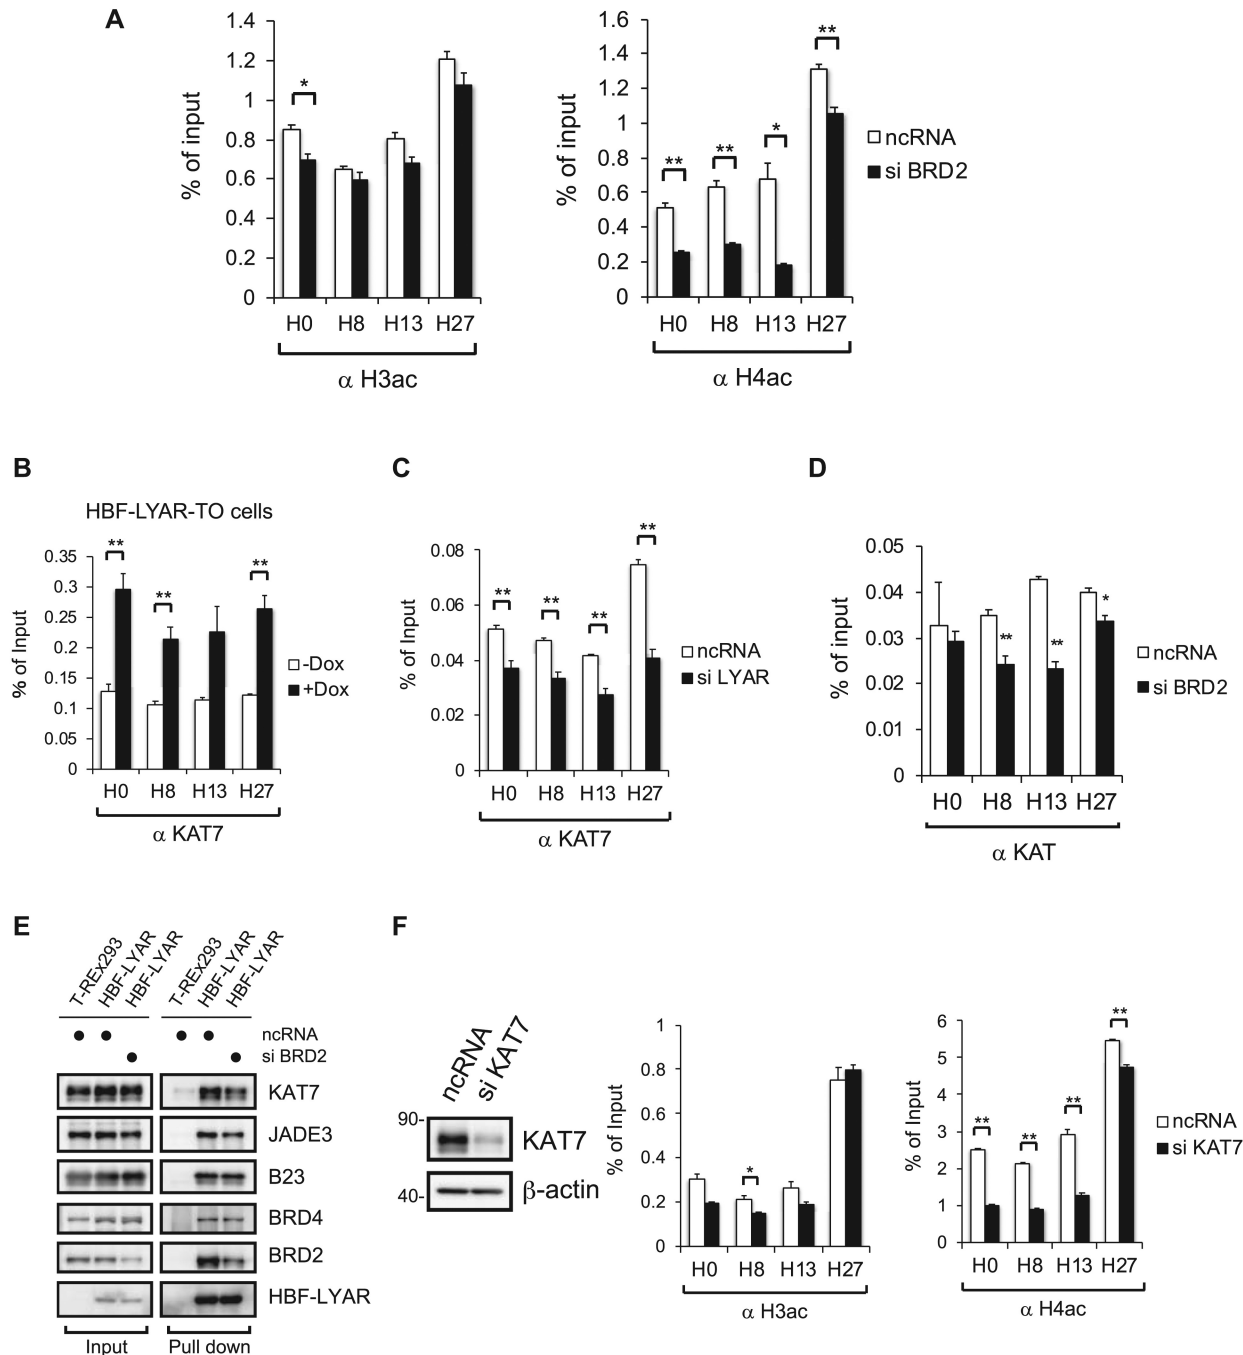 A
1.4
1.2
1
0.8
0.6
0.4
0.2
0
% of input
*
H0 H8 H13 H27
α H3ac
1.6
1.4
1.2
1
0.8
0.6
0.4
0.2
0
% of input
** ** * **
H0 H8 H13 H27
α H4ac
ncRNA
si BRD2
B
HBF-LYAR-TO cells
0.35
0.3
0.25
0.2
0.15
0.1
0.05
0
% of Input
** ** **
H0 H8 H13 H27
α KAT7
-Dox
+Dox
C
0.08
0.06
0.04
0.02
0
% of Input
** ** ** **
H0 H8 H13 H27
α KAT7
ncRNA
si LYAR
D
0.05
0.04
0.03
0.02
0.01
0
% of input
** ** *
H0 H8 H13 H27
α KAT
ncRNA
si BRD2
E
T-REx293 HBF-LYAR HBF-LYAR T-REx293 HBF-LYAR HBF-LYAR
ncRNA
si BRD2
KAT7
JADE3
B23
BRD4
BRD2
HBF-LYAR
Input Pull down
F
ncRNA si KAT7
90-
KAT7
40-
β-actin
1
0.8
0.6
0.4
0.2
0
% of Input
*
H0 H8 H13 H27
α H3ac
6
5
4
3
2
1
0
% of Input
** ** ** **
H0 H8 H13 H27
α H4ac
ncRNA
si KAT7